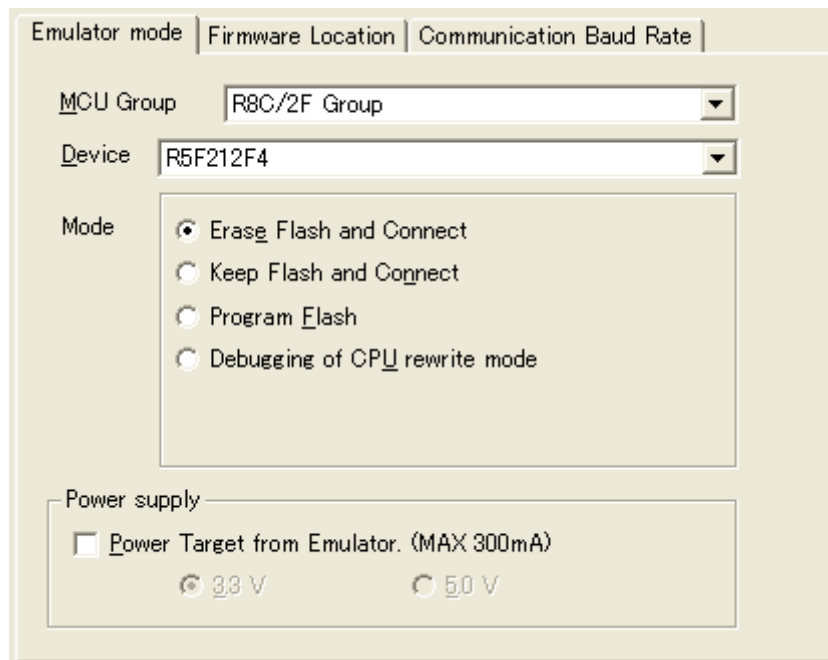 Emulator mode Firmware Location Communication Baud Rate
MCU Group R8C/2F Group
Device R5F212F4
Mode Erase Flash and Connect
Keep Flash and Connect
Program Flash
Debugging of CPU rewrite mode
Power supply
Power Target from Emulator. (MAX 300mA)
3.3 V 5.0 V